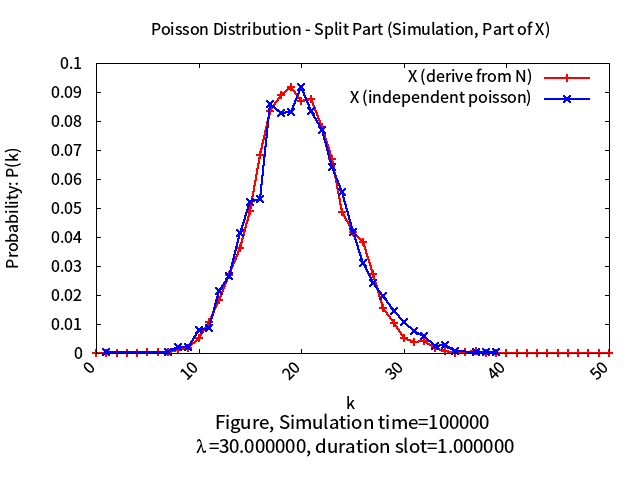 Poisson Distribution - Split Part (Simulation, Part of X)
0.1
0.09
0.08
0.07
0.06
0.05
0.04
0.03
0.02
0.01
0
Probability: P(k)
X (derive from N)
X (independent poisson)
0
10
20
30
40
50
k
Figure, Simulation time=100000
λ=30.000000, duration slot=1.000000